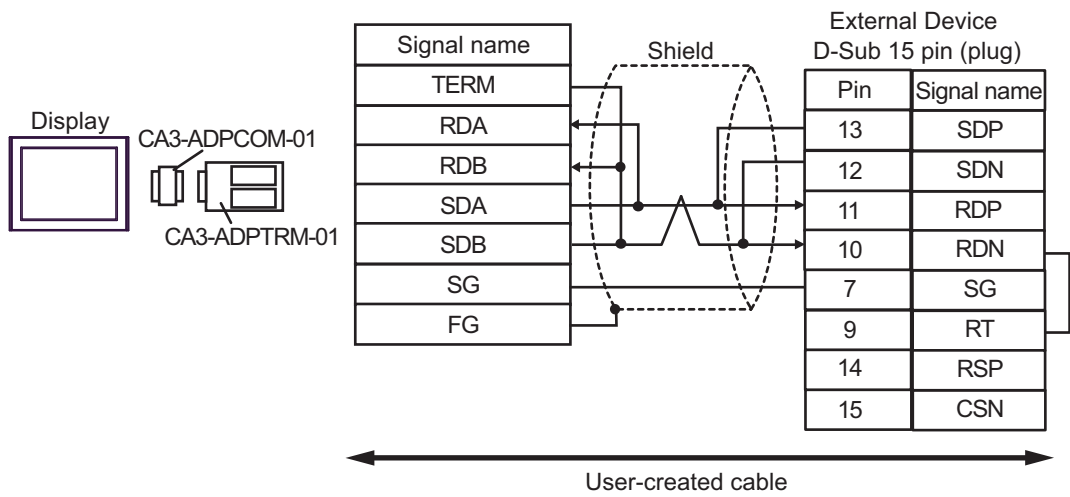 Display
CA3-ADPCOM-01
CA3-ADPTRM-01
Signal name
TERM
RDA
RDB
SDA
SDB
SG
FG
Shield
External Device
D-Sub 15 pin (plug)
Pin Signal name
13 SDP
12 SDN
11 RDP
10 RDN
7 SG
9 RT
14 RSP
15 CSN
User-created cable